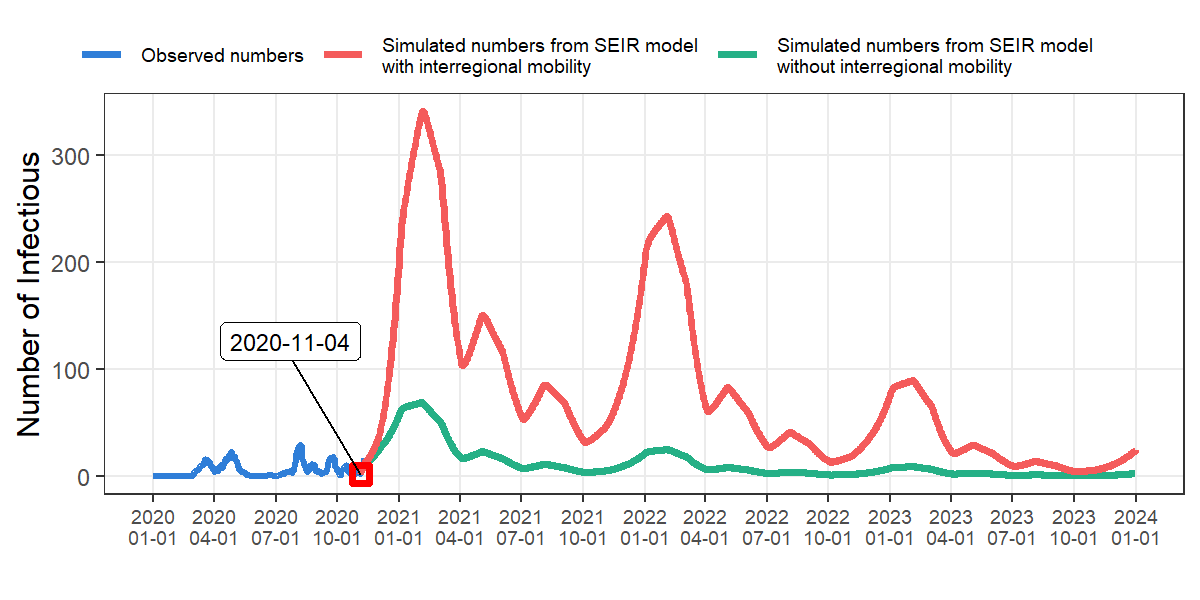 Observed numbers
Simulated numbers from SEIR model
with interregional mobility
Simulated numbers from SEIR model
without interregional mobility
Number of Infectious
300
200
100
0
2020-11-04
2020 2020 2020 2020 2021 2021 2021 2021 2022 2022 2022 2022 2023 2023 2023 2023 2024
01-01 04-01 07-01 10-01 01-01 04-01 07-01 10-01 01-01 04-01 07-01 10-01 01-01 04-01 07-01 10-01 01-01